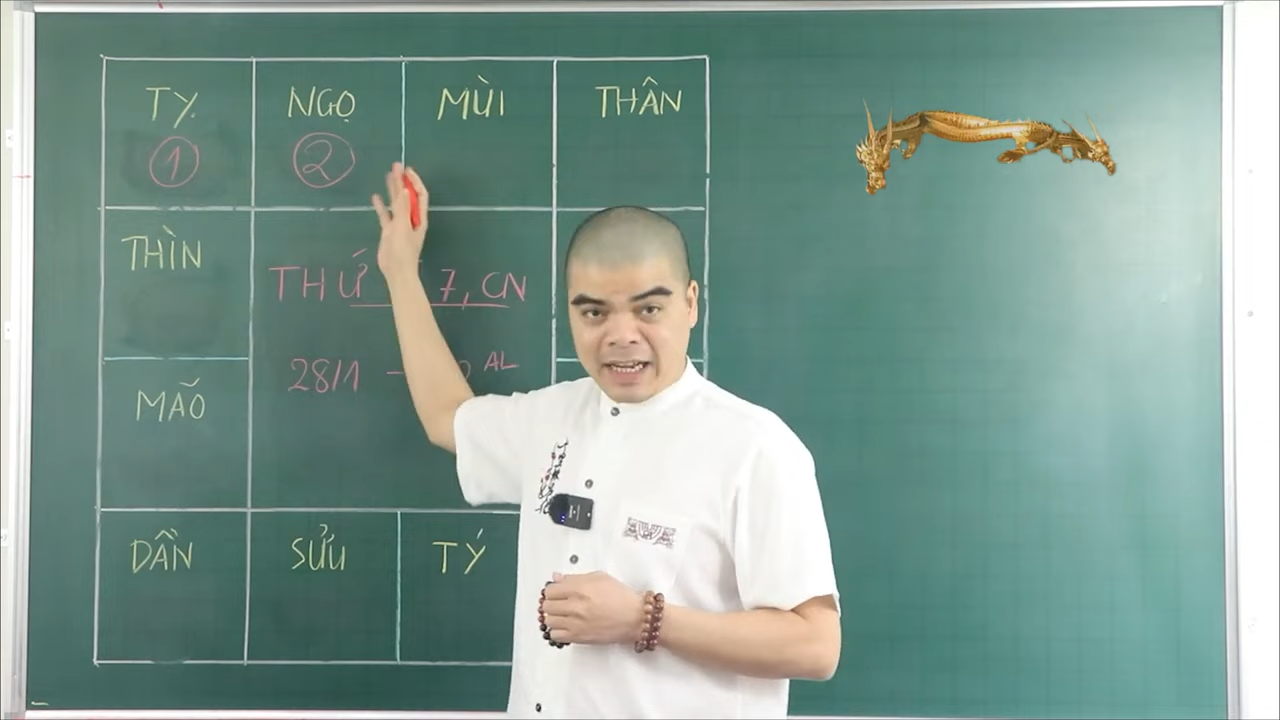 TỴ
NGỌ
MÙI
THÂN
1
2
THÌN
THỨ 7, CN
28/1 - AL
MÃO
DẦN
SỬU
TÝ